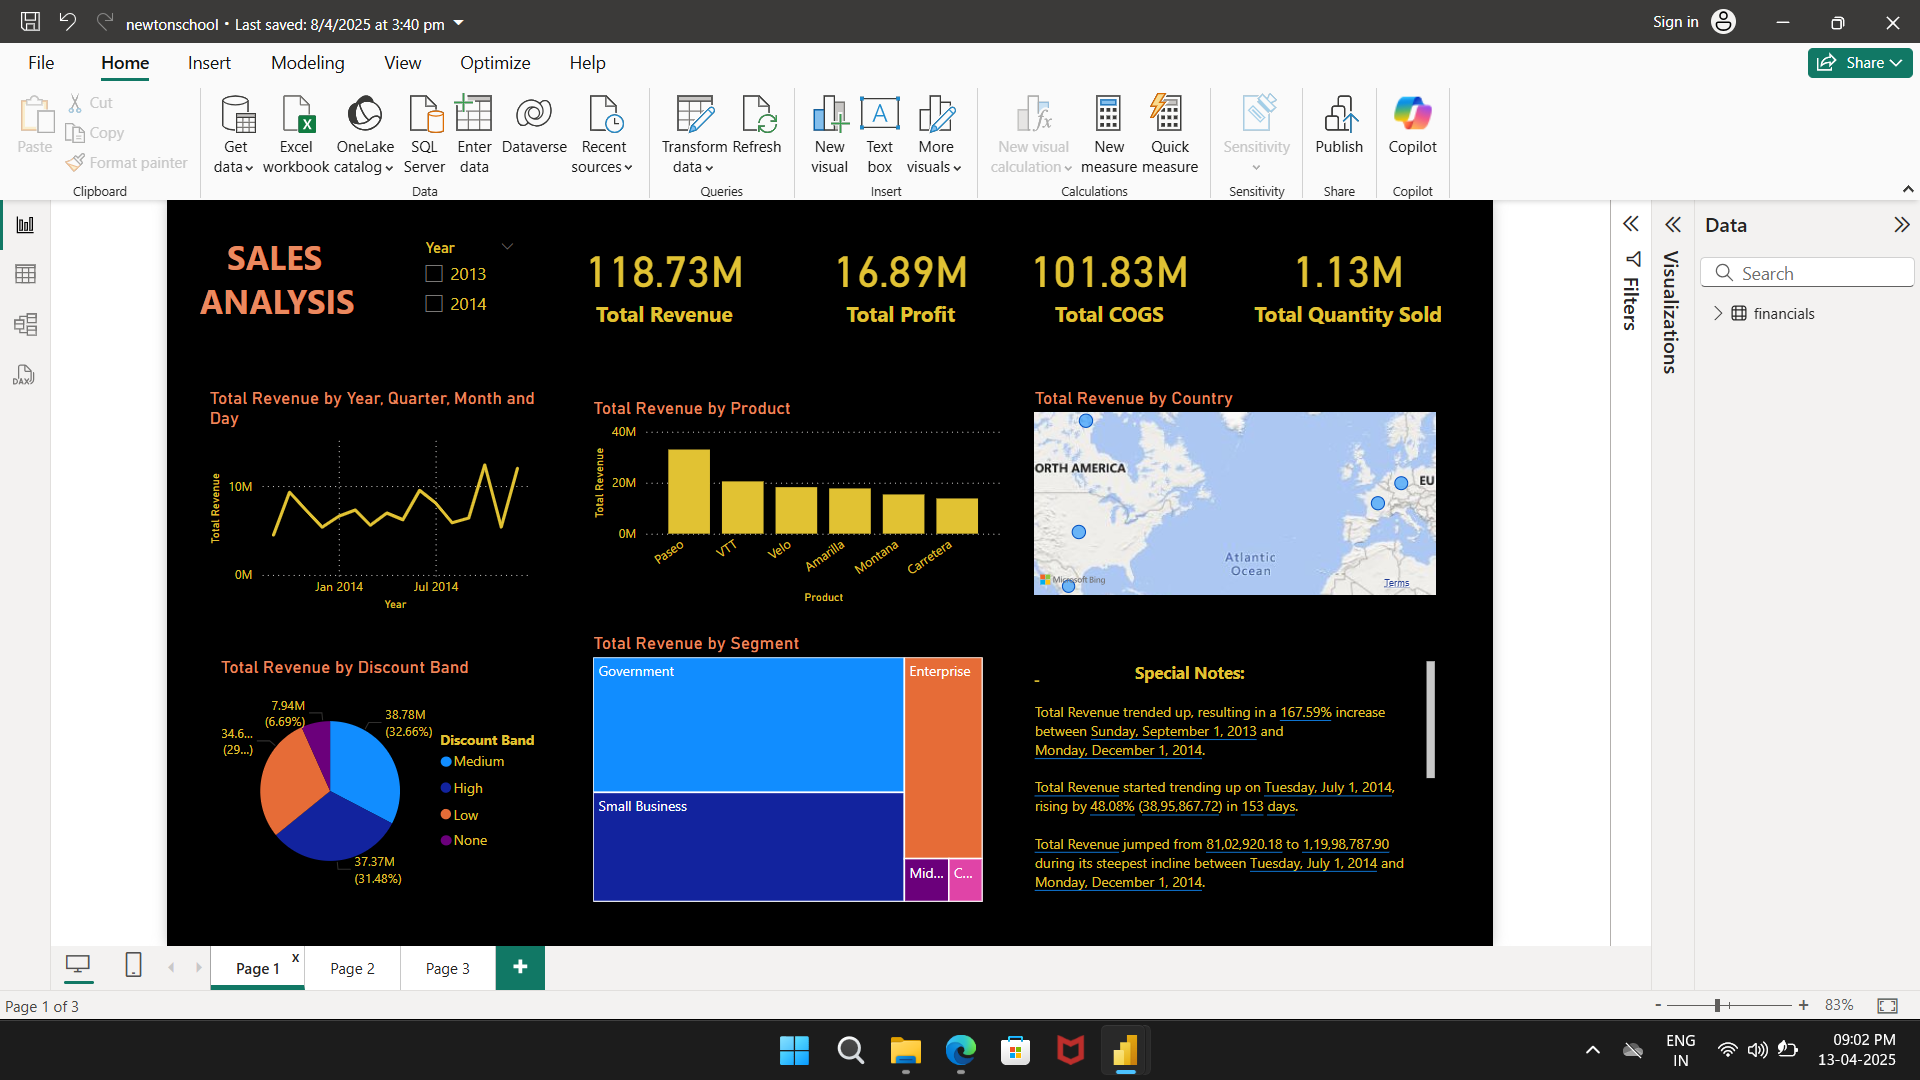 newtonschool • Last saved: 8/4/2025 at 3:40 pm
Sign in
File Home Insert Modeling View Optimize Help
Share
Paste
Cut
Copy
Format painter
Clipboard
Get data
Excel workbook
OneLake catalog
SQL Server
Enter data
Dataverse
Recent sources
Data
Transform data
Refresh
Queries
New visual
Text box
More visuals
Insert
New visual calculation
New measure
Quick measure
Calculations
Sensitivity
Sensitivity
Publish
Share
Copilot
Copilot
SALES
ANALYSIS
Year
2013
2014
118.73M
Total Revenue
16.89M
Total Profit
101.83M
Total COGS
1.13M
Total Quantity Sold
Total Revenue by Year, Quarter, Month and
Day
Total Revenue
10M
0M
Jan 2014 Jul 2014
Year
Total Revenue by Product
Total Revenue
40M
20M
0M
Paseo VTT Velo Amarilla Montana Carretera
Product
Total Revenue by Country
ORTH AMERICA
EU
Atlantic
Ocean
Microsoft Bing
Terms
Total Revenue by Discount Band
7.94M
(6.69%)
38.78M
(32.66%)
34.6...
(29...)
37.37M
(31.48%)
Discount Band
Medium
High
Low
None
Total Revenue by Segment
Government
Enterprise
Small Business
Mid...
C...
Special Notes:
Total Revenue trended up, resulting in a 167.59% increase
between Sunday, September 1, 2013 and
Monday, December 1, 2014.
Total Revenue started trending up on Tuesday, July 1, 2014,
rising by 48.08% (38,95,867.72) in 153 days.
Total Revenue jumped from 81,02,920.18 to 1,19,98,787.90
during its steepest incline between Tuesday, July 1, 2014 and
Monday, December 1, 2014.
Filters
Visualizations
Data
Search
financials
DAX
Page 1 x
Page 2
Page 3
+
Page 1 of 3
- + 83%
ENG
IN
09:02 PM
13-04-2025